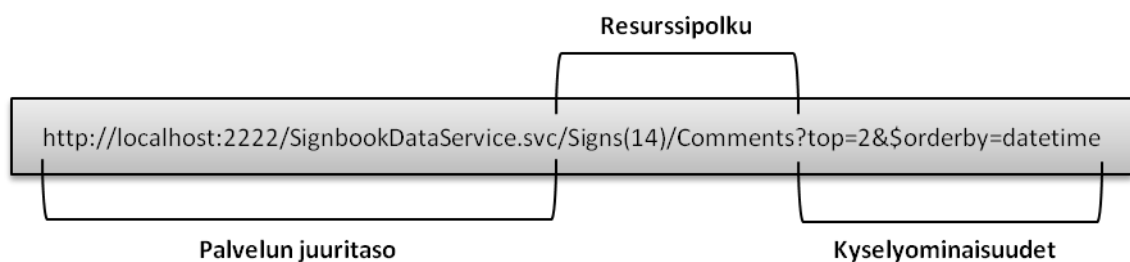 Resurssipolku
http://localhost:2222/SignbookDataService.svc/Signs(14)/Comments?top=2&$orderby=datetime
Palvelun juuritaso
Kyselyominaisuudet